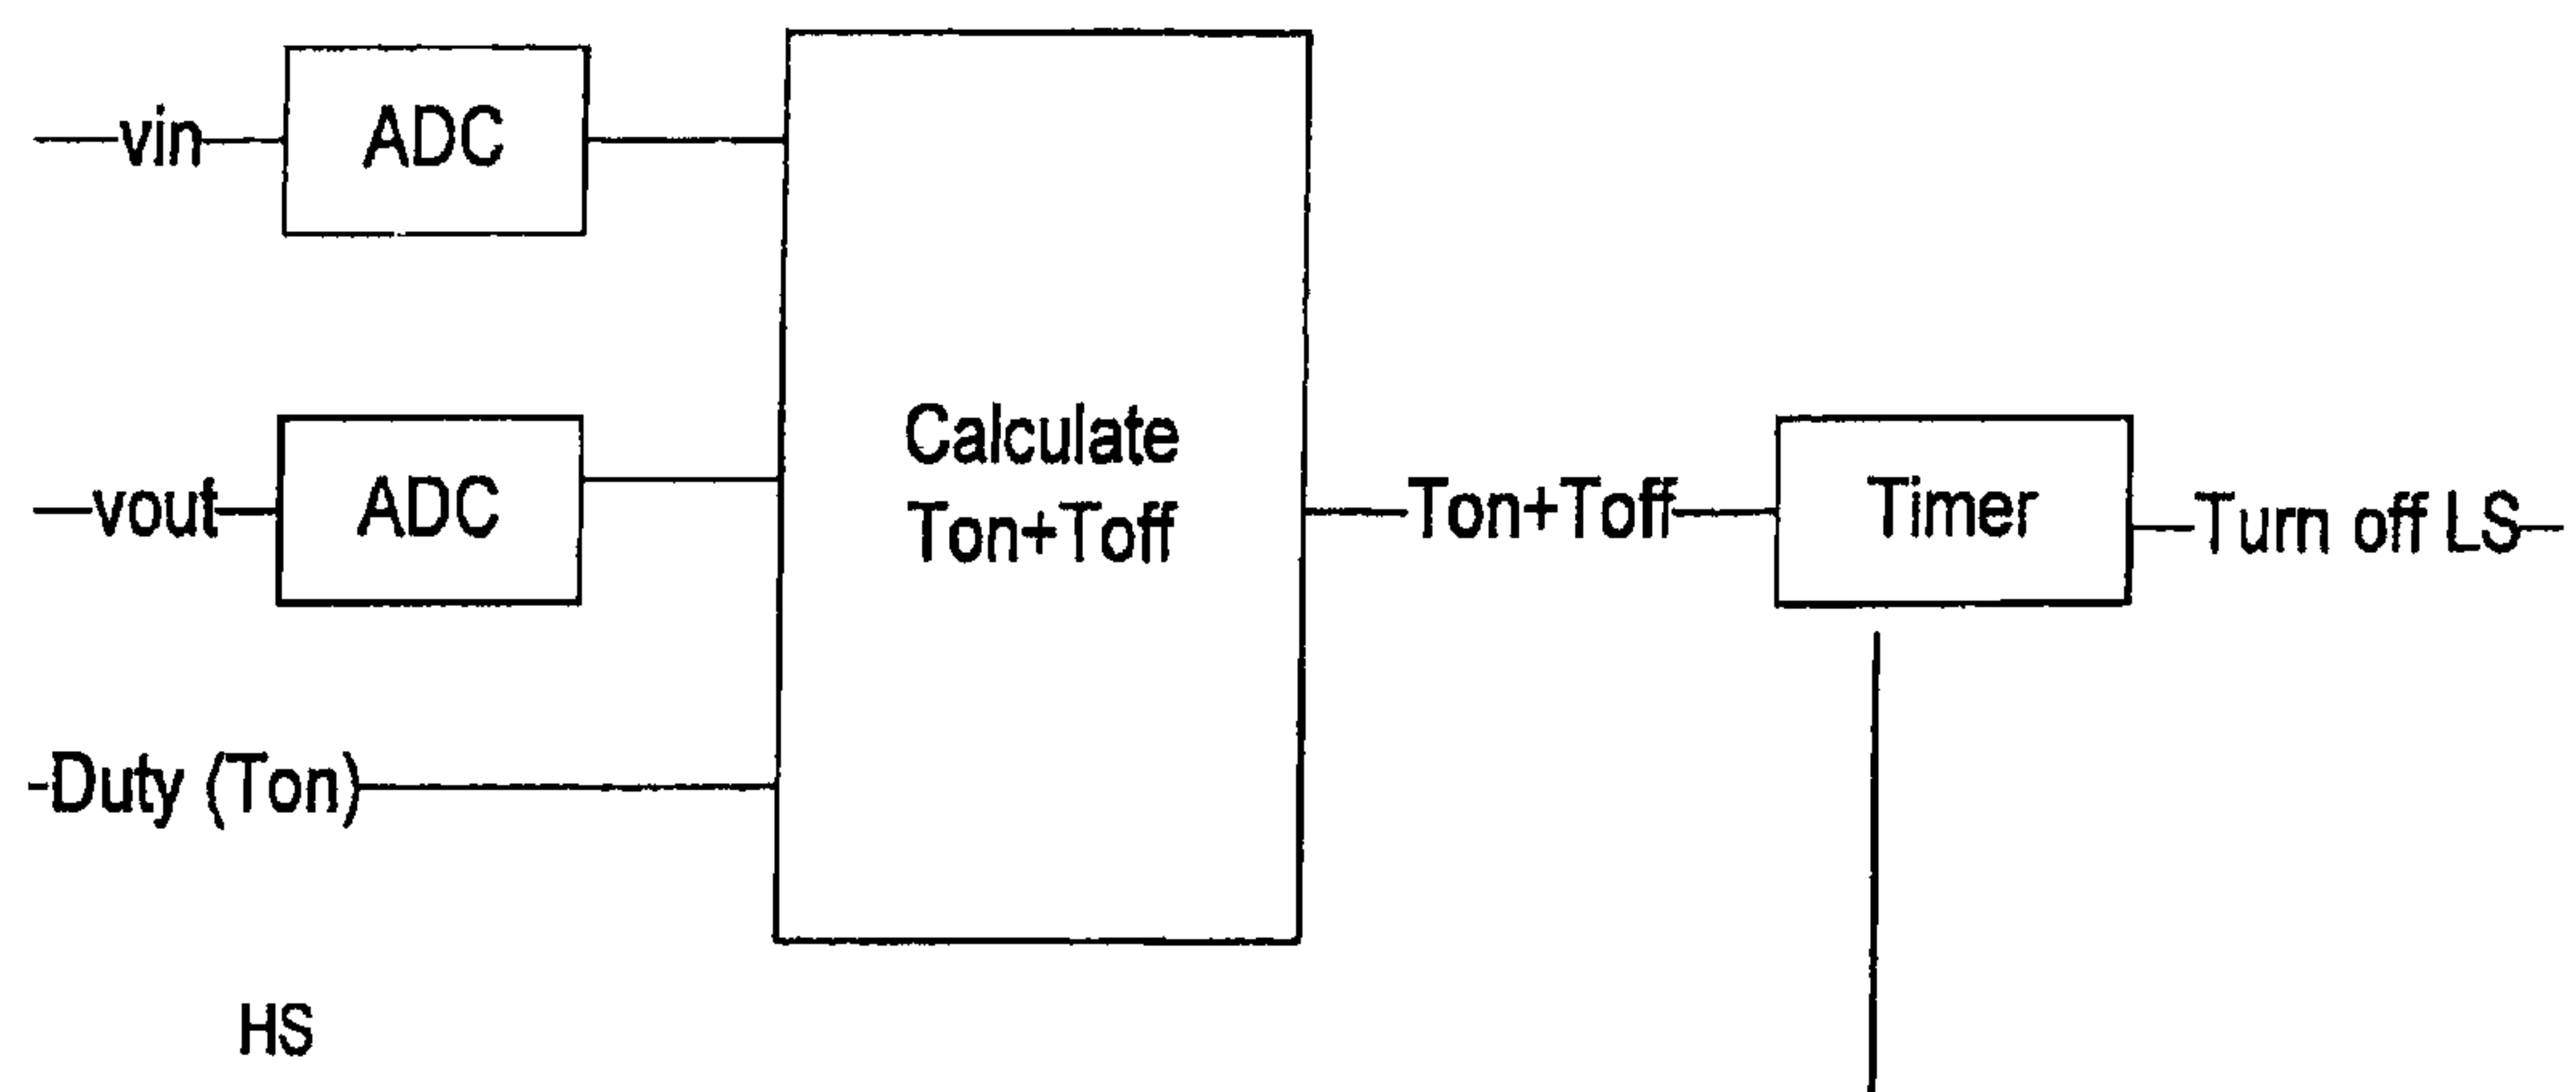 vin
ADC
vout
ADC
Duty (Ton)
Calculate
Ton+Toff
Ton+Toff
Timer
Turn off LS
HS